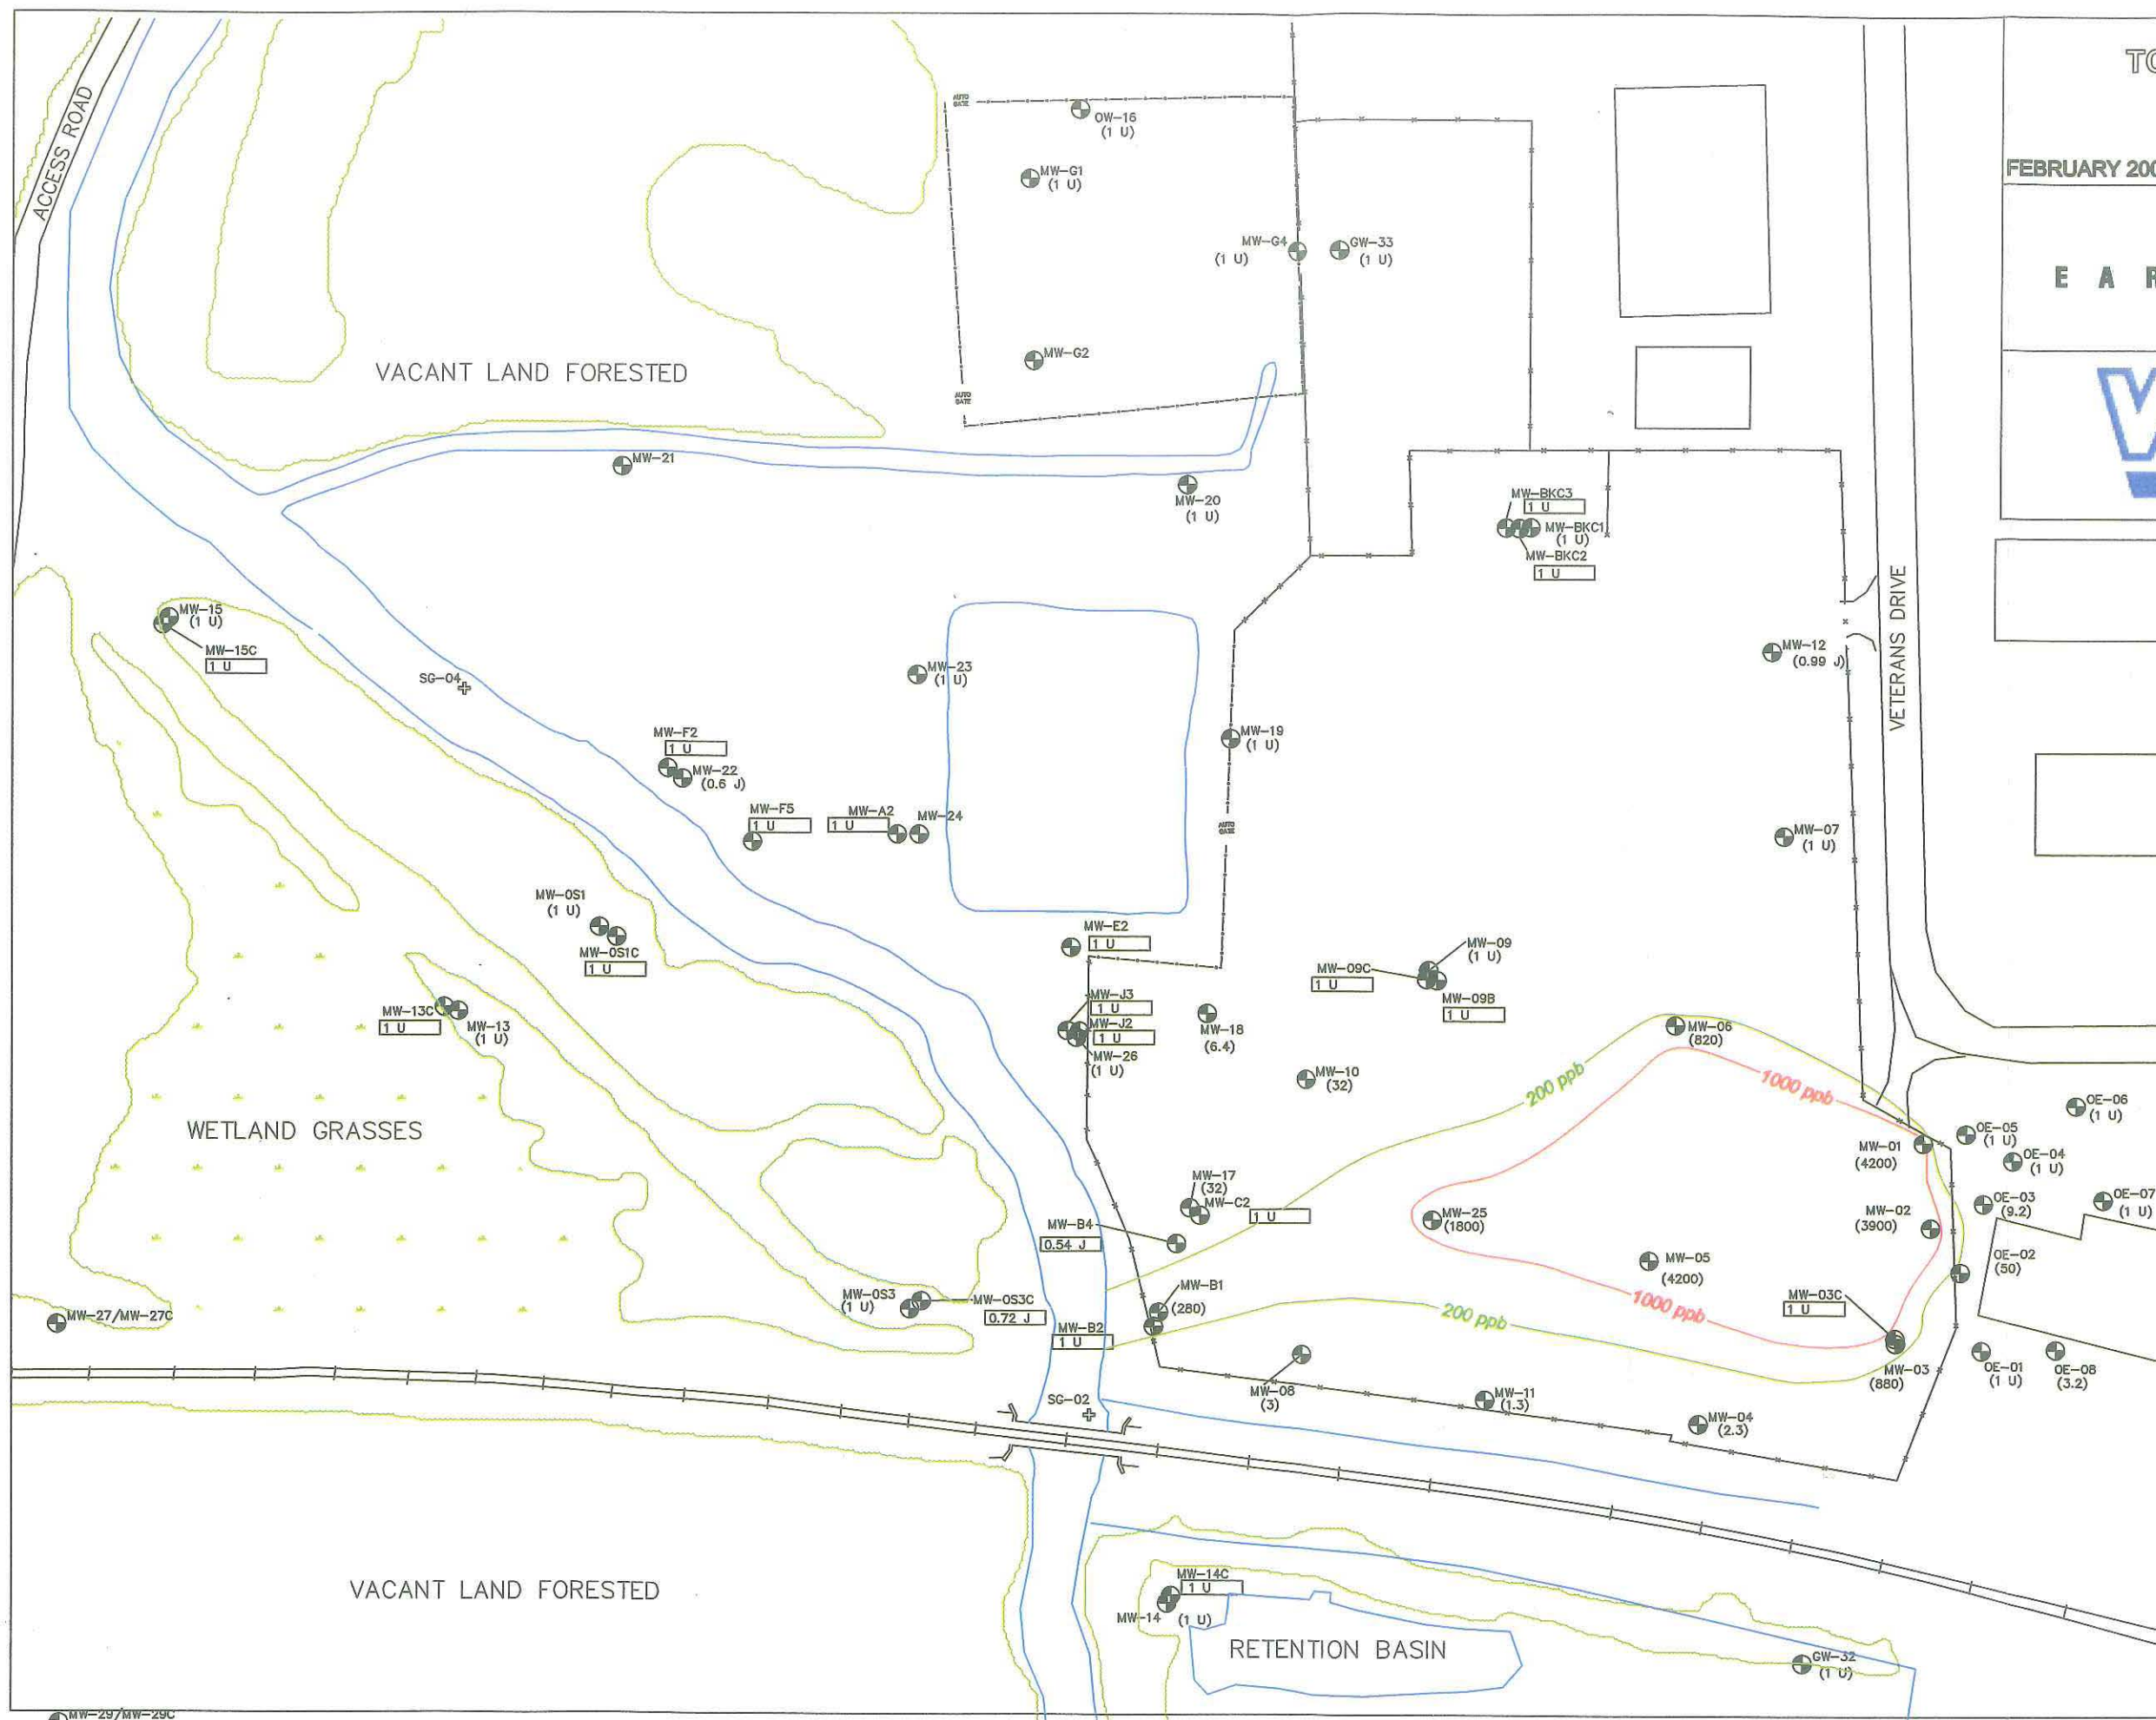 TO
FEBRUARY 200
E A R
ACCESS ROAD
AUTO
GATE
OW-16
(1 U)
MW-G1
(1 U)
MW-G4
(1 U)
GW-33
(1 U)
MW-G2
VACANT LAND FORESTED
AUTO
GATE
MW-21
MW-20
(1 U)
MW-BKC3
1 U
MW-BKC1
(1 U)
MW-BKC2
1 U
VETERANS DRIVE
MW-15
(1 U)
MW-15C
1 U
SG-04
MW-23
(1 U)
MW-12
(0.99 J)
MW-F2
1 U
MW-22
(0.6 J)
MW-19
(1 U)
MW-F5
1 U
MW-A2
1 U
MW-24
AUTO
GATE
MW-07
(1 U)
MW-OS1
(1 U)
MW-OS1C
1 U
MW-E2
1 U
MW-09
(1 U)
MW-09C
1 U
MW-09B
1 U
MW-13C
1 U
MW-13
(1 U)
MW-J3
1 U
MW-J2
1 U
MW-26
(1 U)
MW-18
(6.4)
MW-06
(820)
MW-10
(32)
200 ppb
1000 ppb
OE-06
(1 U)
OE-05
(1 U)
OE-04
(1 U)
WETLAND GRASSES
MW-01
(4200)
MW-17
(32)
MW-C2
1 U
MW-B4
0.54 J
MW-25
(1800)
MW-02
(3900)
OE-03
(9.2)
OE-07
(1 U)
MW-05
(4200)
OE-02
(50)
MW-27/MW-27C
MW-OS3
(1 U)
MW-OS3C
0.72 J
MW-B1
(280)
MW-B2
1 U
200 ppb
1000 ppb
MW-03C
1 U
MW-03
(880)
OE-01
(1 U)
OE-08
(3.2)
MW-08
(3)
MW-11
(1.3)
MW-04
(2.3)
SG-02
VACANT LAND FORESTED
MW-14C
1 U
MW-14
(1 U)
RETENTION BASIN
GW-32
(1 U)
MW-29/MW-29C